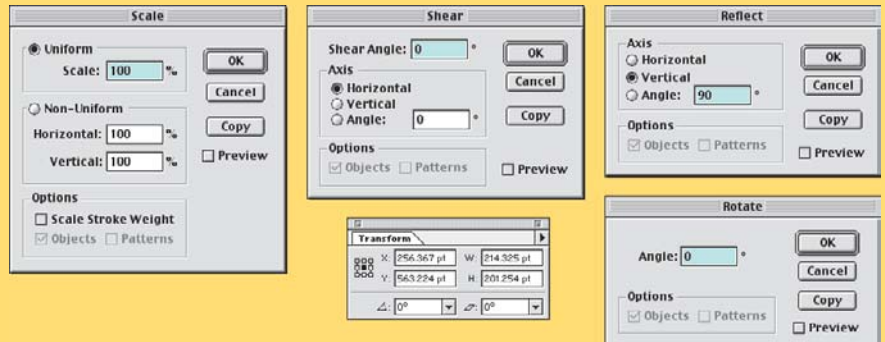 Scale
Uniform
Scale: 100 %
OK
Cancel
Non-Uniform
Horizontal: 100 %
Vertical: 100 %
Copy
Preview
Options
Scale Stroke Weight
Objects Patterns
Shear
Shear Angle: 0 °
OK
Axis
Horizontal
Vertical
Angle: 0 °
Cancel
Copy
Options
Objects Patterns
Preview
Transform
X: 256.367 pt W: 214.325 pt
Y: 563.224 pt H: 201.254 pt
0° 0°
Reflect
Axis
Horizontal
Vertical
Angle: 90 °
OK
Cancel
Copy
Options
Objects Patterns
Preview
Rotate
Angle: 0 °
OK
Cancel
Options
Objects Patterns
Copy
Preview